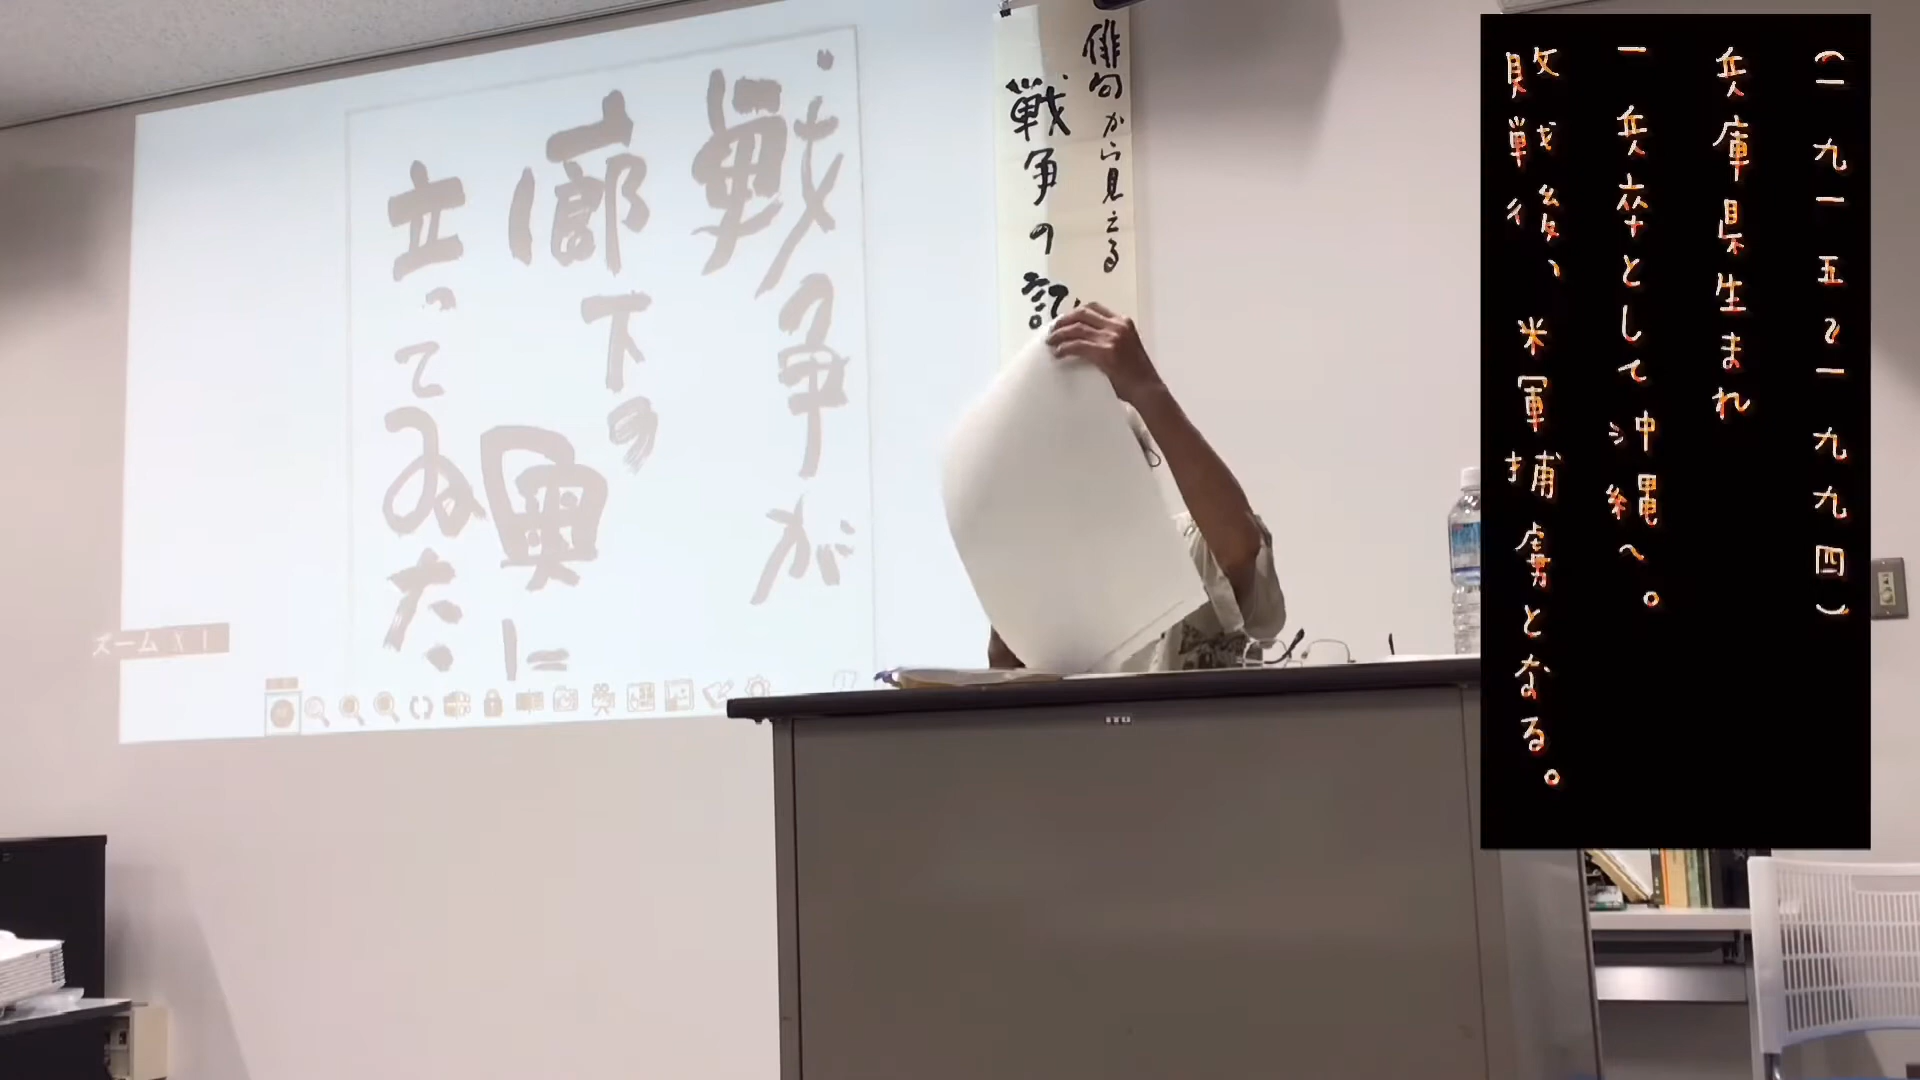 戦争が
廊下の
奥に
立ってゐた
ズーム X 1
俳句から見える
戦争の記
(一九一五~一九九四)
兵庫県生まれ
一兵卒として沖縄へ。
敗戦後、米軍捕虜となる。